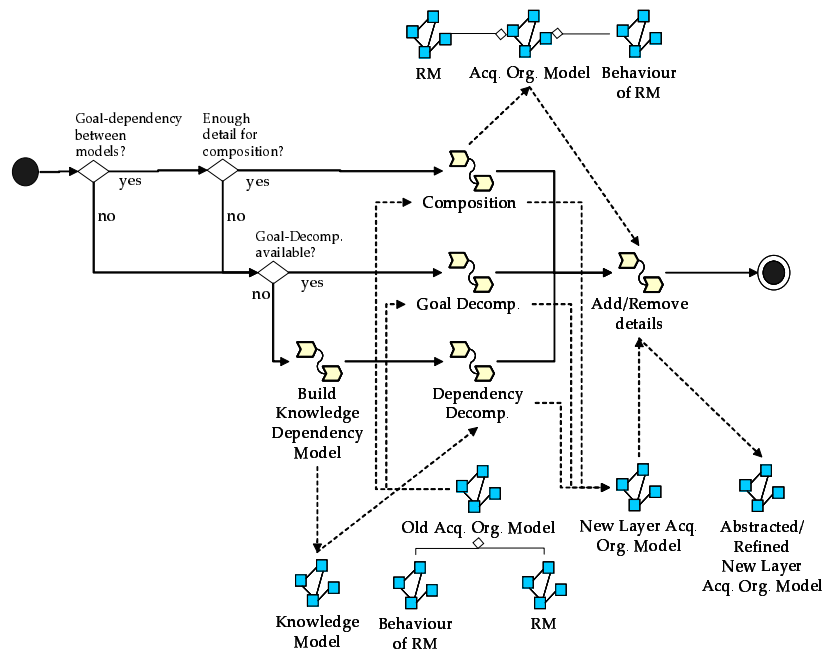 RM
Acq. Org. Model
Behaviour
of RM
Goal-dependency
between
models?
Enough
detail for
composition?
yes
yes
no
no
Composition
Goal-Decomp.
available?
no
yes
Goal Decomp.
Add/Remove
details
Build
Knowledge
Dependency
Model
Dependency
Decomp.
Old Acq. Org. Model
New Layer Acq.
Org. Model
Abstracted/
Refined
New Layer
Acq. Org. Model
Knowledge
Model
Behaviour
of RM
RM